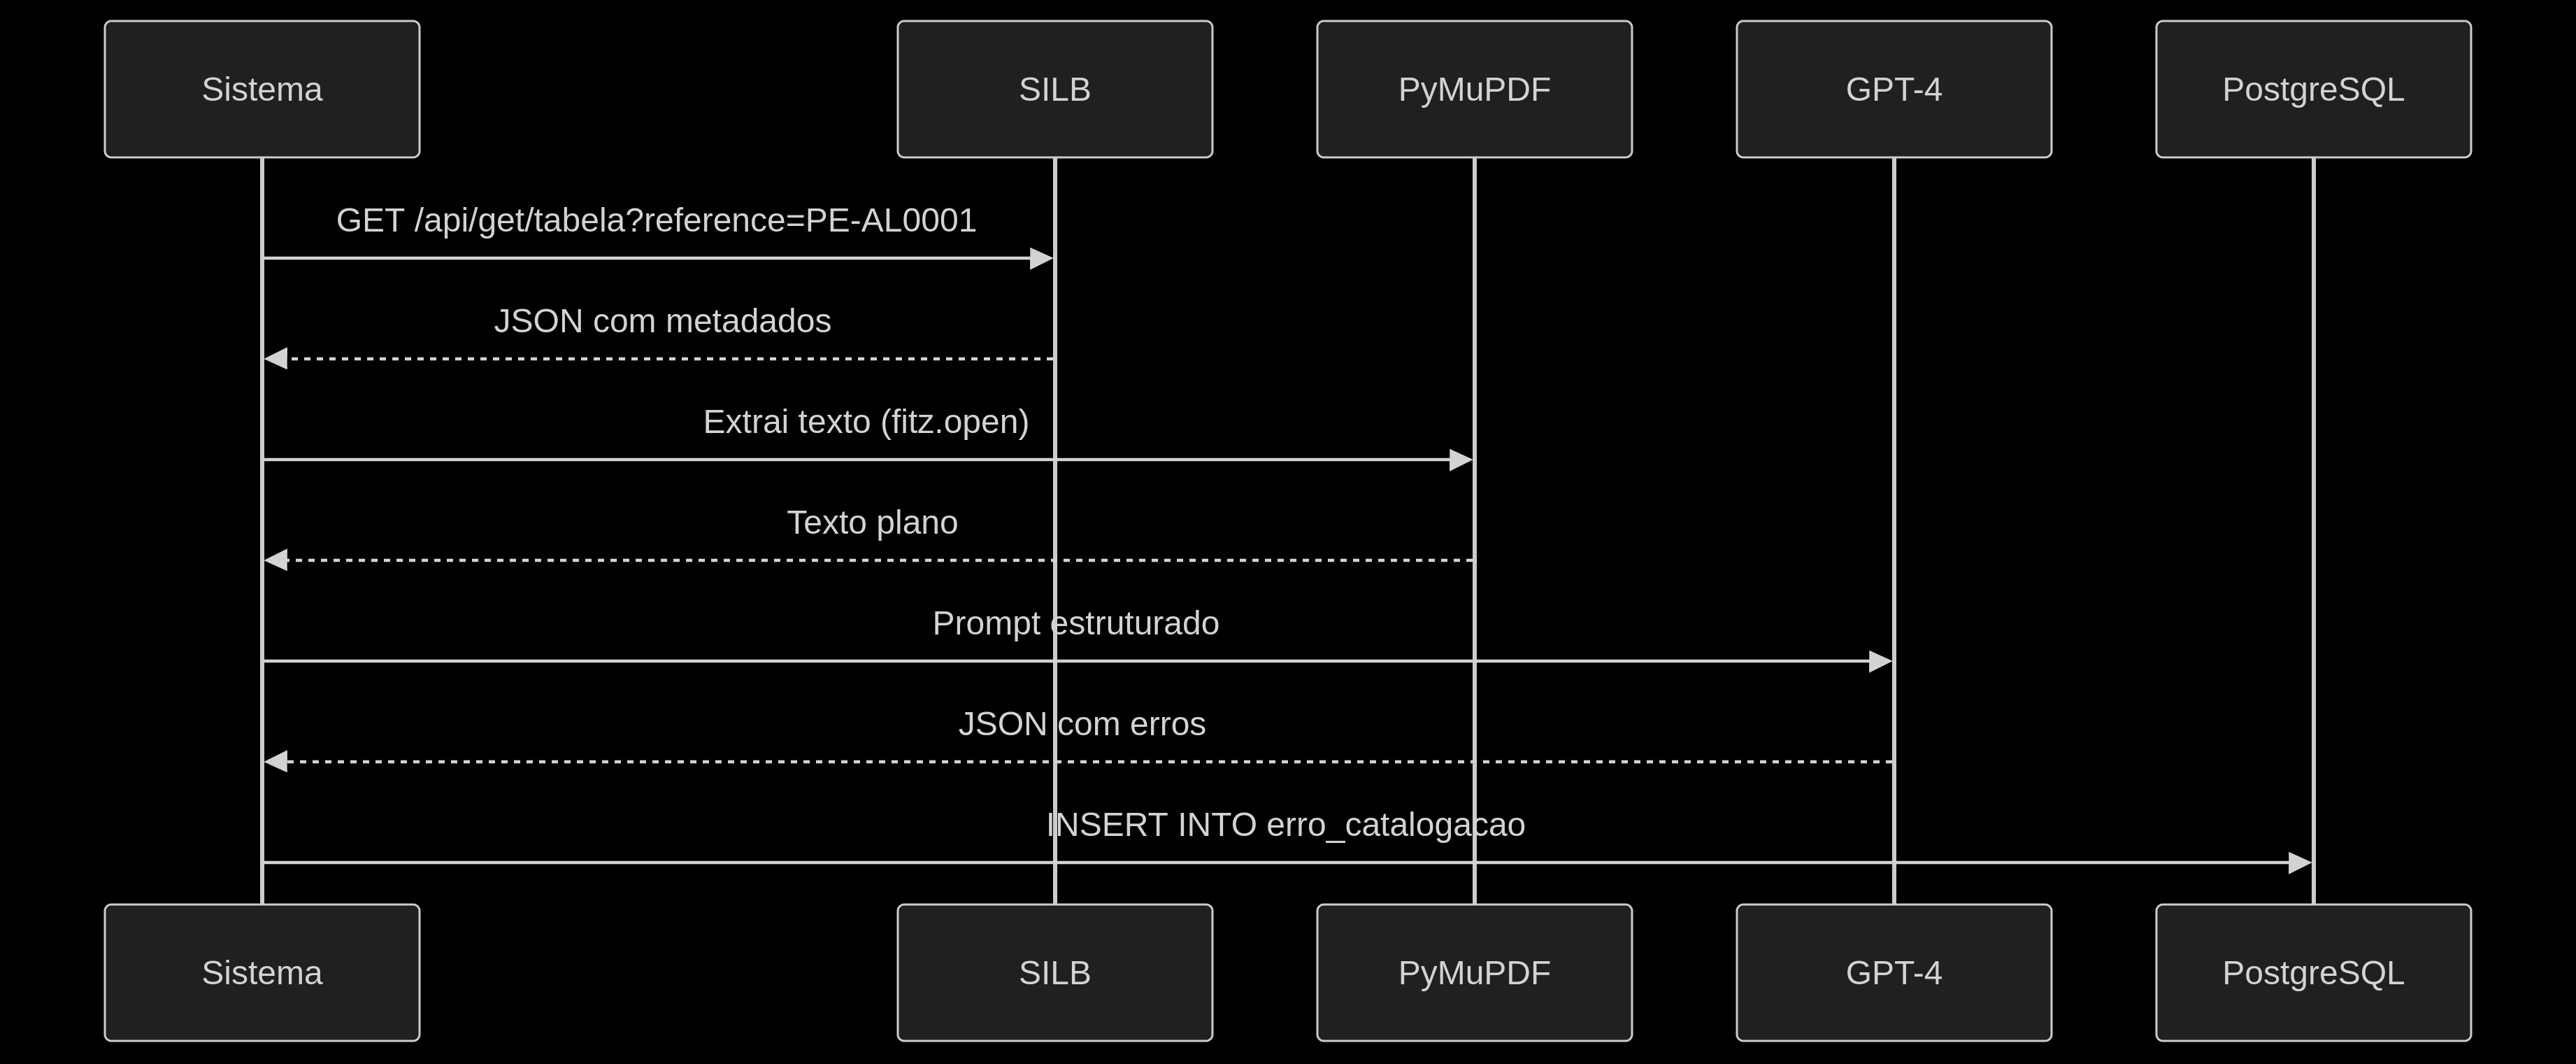 Sistema
SILB
PyMuPDF
GPT-4
PostgreSQL
GET /api/get/tabela?reference=PE-AL0001
JSON com metadados
Extrai texto (fitz.open)
Texto plano
Prompt estruturado
JSON com erros
INSERT INTO erro_catalogacao
Sistema
SILB
PyMuPDF
GPT-4
PostgreSQL